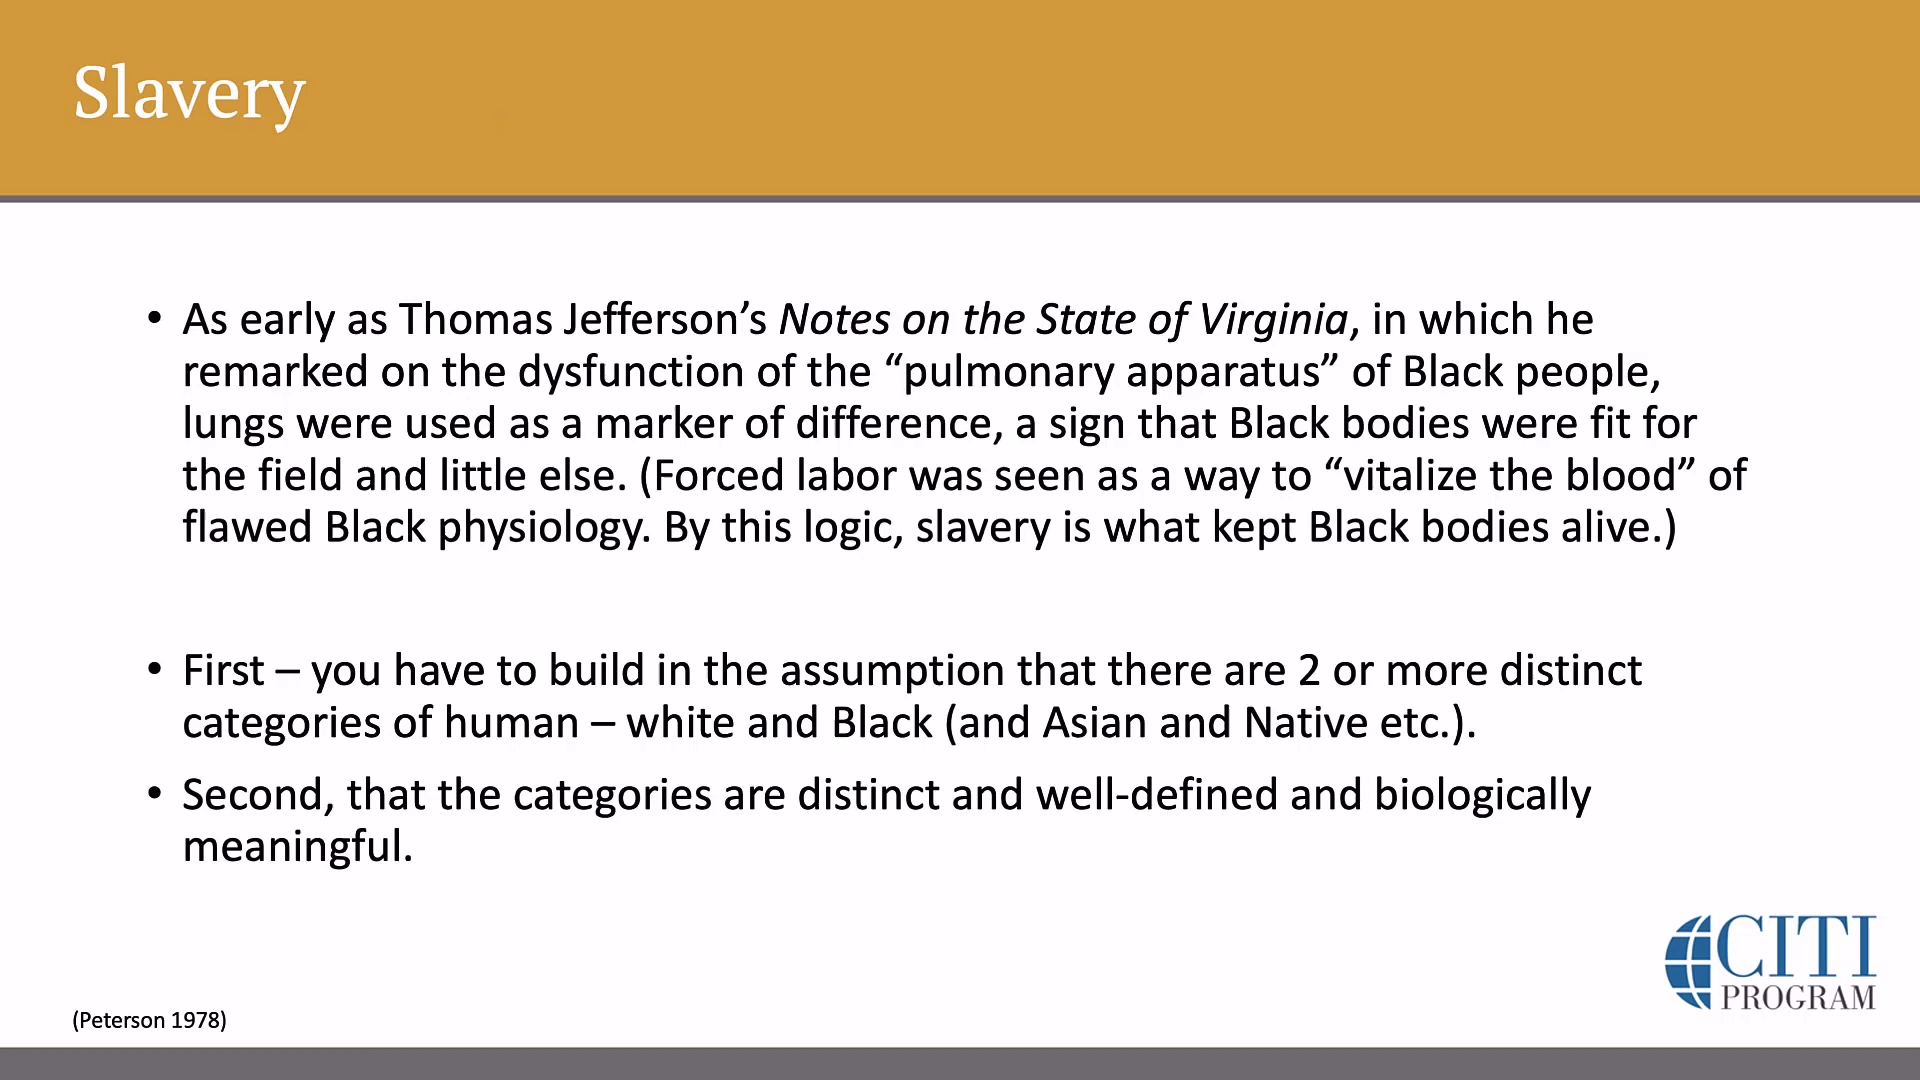 Slavery
• As early as Thomas Jefferson’s Notes on the State of Virginia, in which he
remarked on the dysfunction of the “pulmonary apparatus” of Black people,
lungs were used as a marker of difference, a sign that Black bodies were fit for
the field and little else. (Forced labor was seen as a way to “vitalize the blood” of
flawed Black physiology. By this logic, slavery is what kept Black bodies alive.)
• First – you have to build in the assumption that there are 2 or more distinct
categories of human – white and Black (and Asian and Native etc.).
• Second, that the categories are distinct and well-defined and biologically
meaningful.
CITI
PROGRAM
(Peterson 1978)